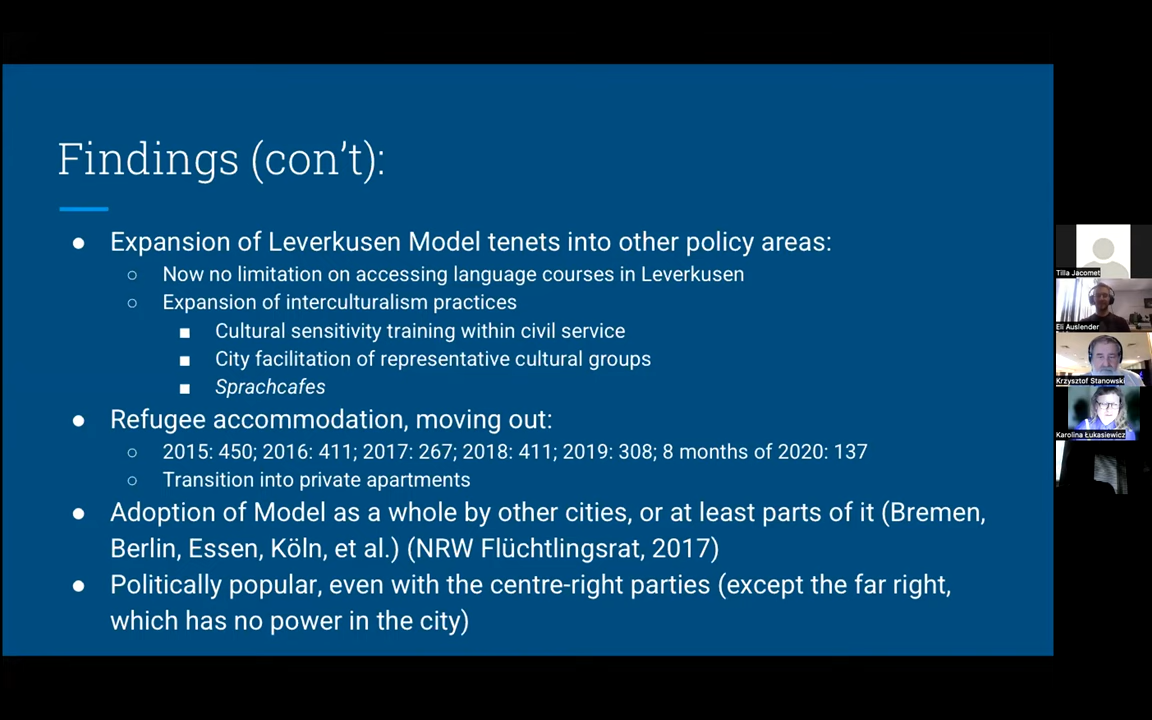 Findings (con't):
● Expansion of Leverkusen Model tenets into other policy areas:
○ Now no limitation on accessing language courses in Leverkusen
○ Expansion of interculturalism practices
■ Cultural sensitivity training within civil service
■ City facilitation of representative cultural groups
■ Sprachcafes
● Refugee accommodation, moving out:
○ 2015: 450; 2016: 411; 2017: 267; 2018: 411; 2019: 308; 8 months of 2020: 137
○ Transition into private apartments
● Adoption of Model as a whole by other cities, or at least parts of it (Bremen,
Berlin, Essen, Köln, et al.) (NRW Flüchtlingsrat, 2017)
● Politically popular, even with the centre-right parties (except the far right,
which has no power in the city)
Tilla Jacomet
Eli Auslender
Krzysztof Stanowski
Karolina Łukasiewicz